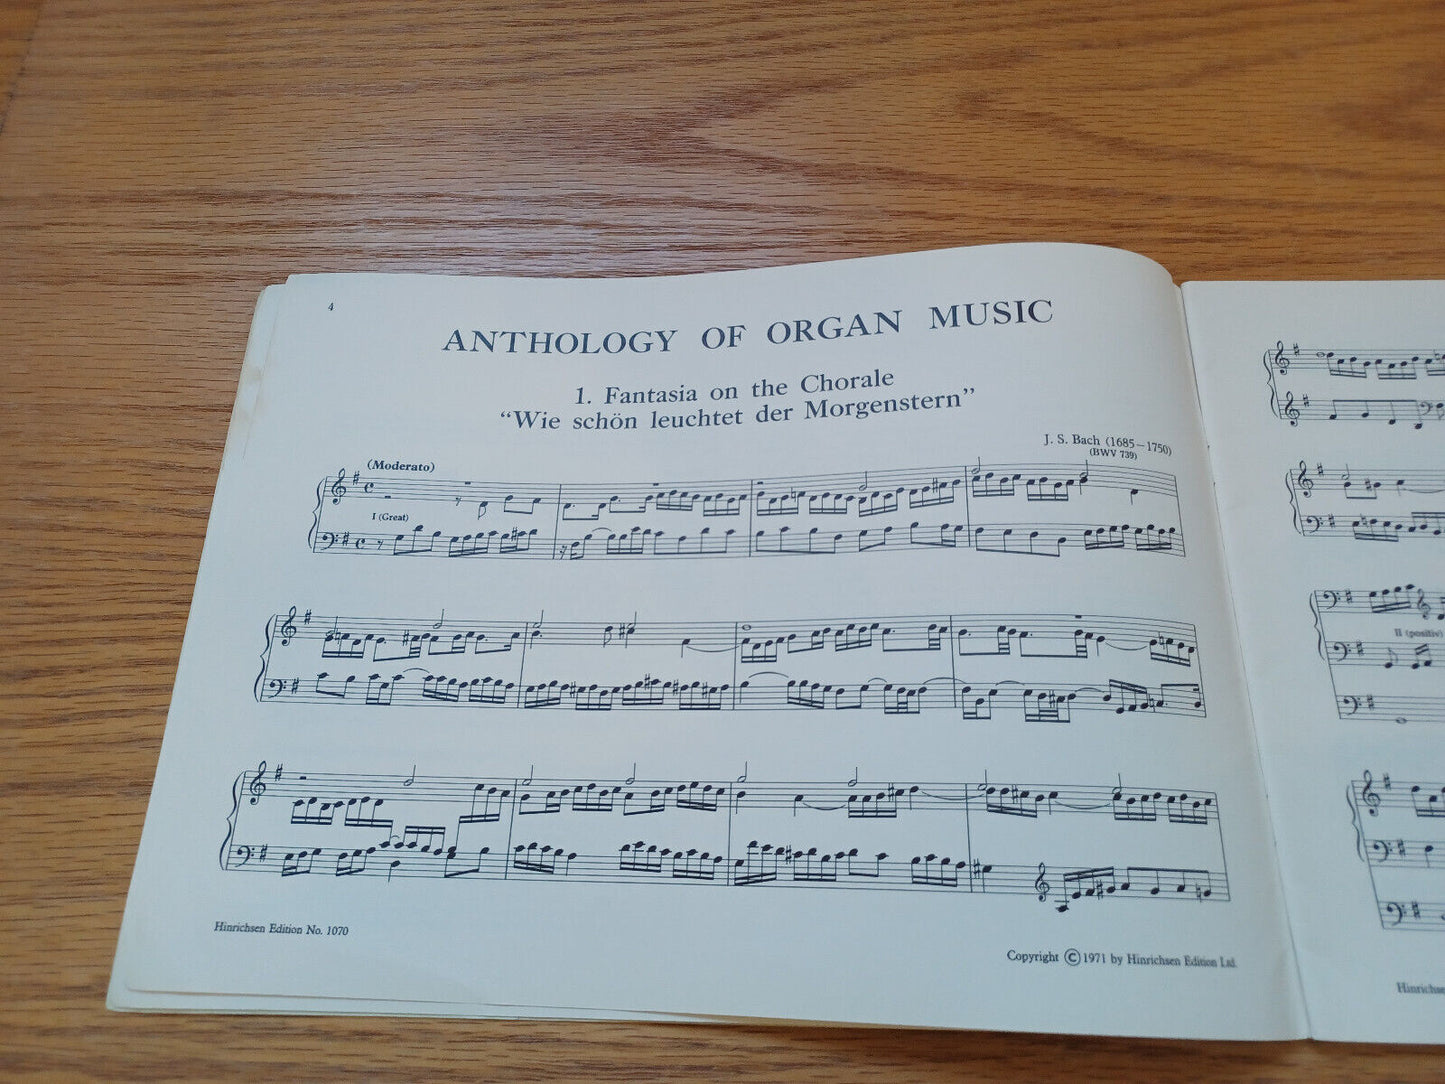 4
ANTHOLOGY OF ORGAN MUSIC
1. Fantasia on the Chorale
“Wie schön leuchtet der Morgenstern”
J. S. Bach (1685–1750)
(BWV 739)
(Moderato)
I (Great)
II (positiv)
Hinrichsen Edition No. 1070
Copyright ©1971 by Hinrichsen Edition Ltd.